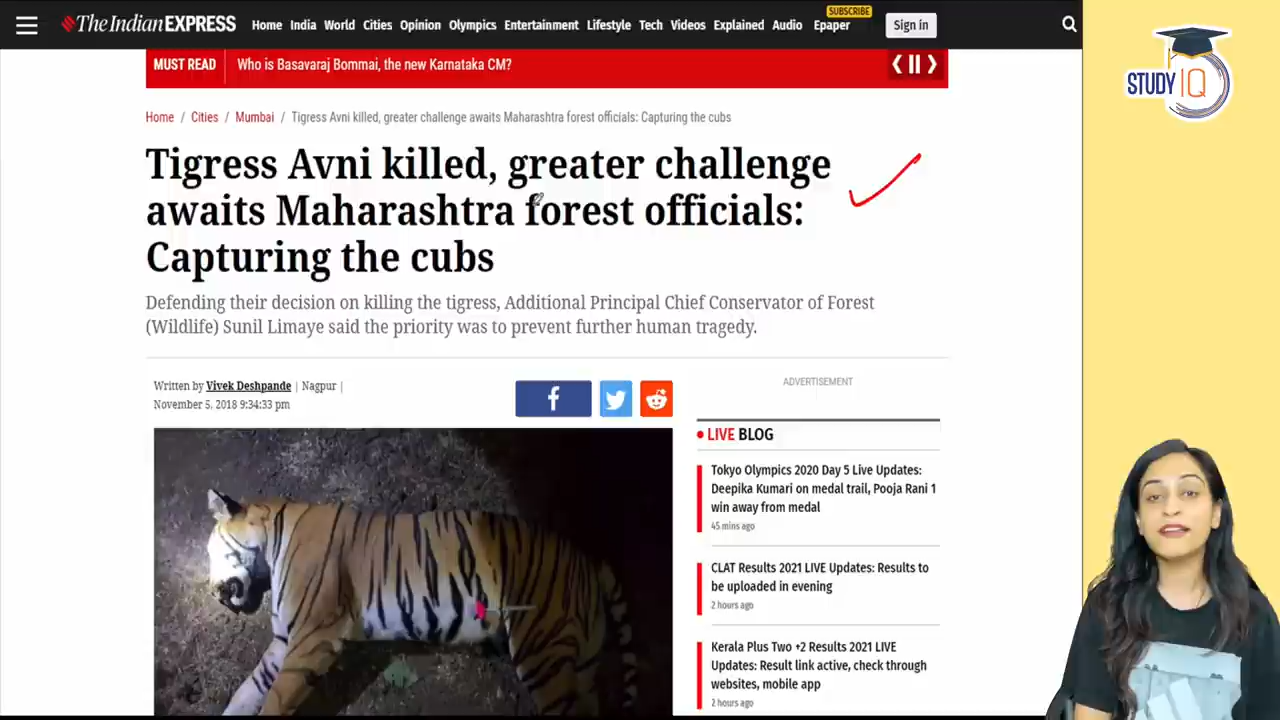 The Indian EXPRESS
Home India World Cities Opinion Olympics Entertainment Lifestyle Tech Videos Explained Audio Epaper
SUBSCRIBE
Sign in
STUDY IQ
MUST READ Who is Basavaraj Bommai, the new Karnataka CM?
Home / Cities / Mumbai / Tigress Avni killed, greater challenge awaits Maharashtra forest officials: Capturing the cubs
Tigress Avni killed, greater challenge
awaits Maharashtra forest officials:
Capturing the cubs
Defending their decision on killing the tigress, Additional Principal Chief Conservator of Forest
(Wildlife) Sunil Limaye said the priority was to prevent further human tragedy.
Written by Vivek Deshpande | Nagpur |
November 5, 2018 9:34:33 pm
f
ADVERTISEMENT
LIVE BLOG
Tokyo Olympics 2020 Day 5 Live Updates:
Deepika Kumari on medal trail, Pooja Rani 1
win away from medal
45 mins ago
CLAT Results 2021 LIVE Updates: Results to
be uploaded in evening
2 hours ago
Kerala Plus Two +2 Results 2021 LIVE
Updates: Result link active, check through
websites, mobile app
2 hours ago